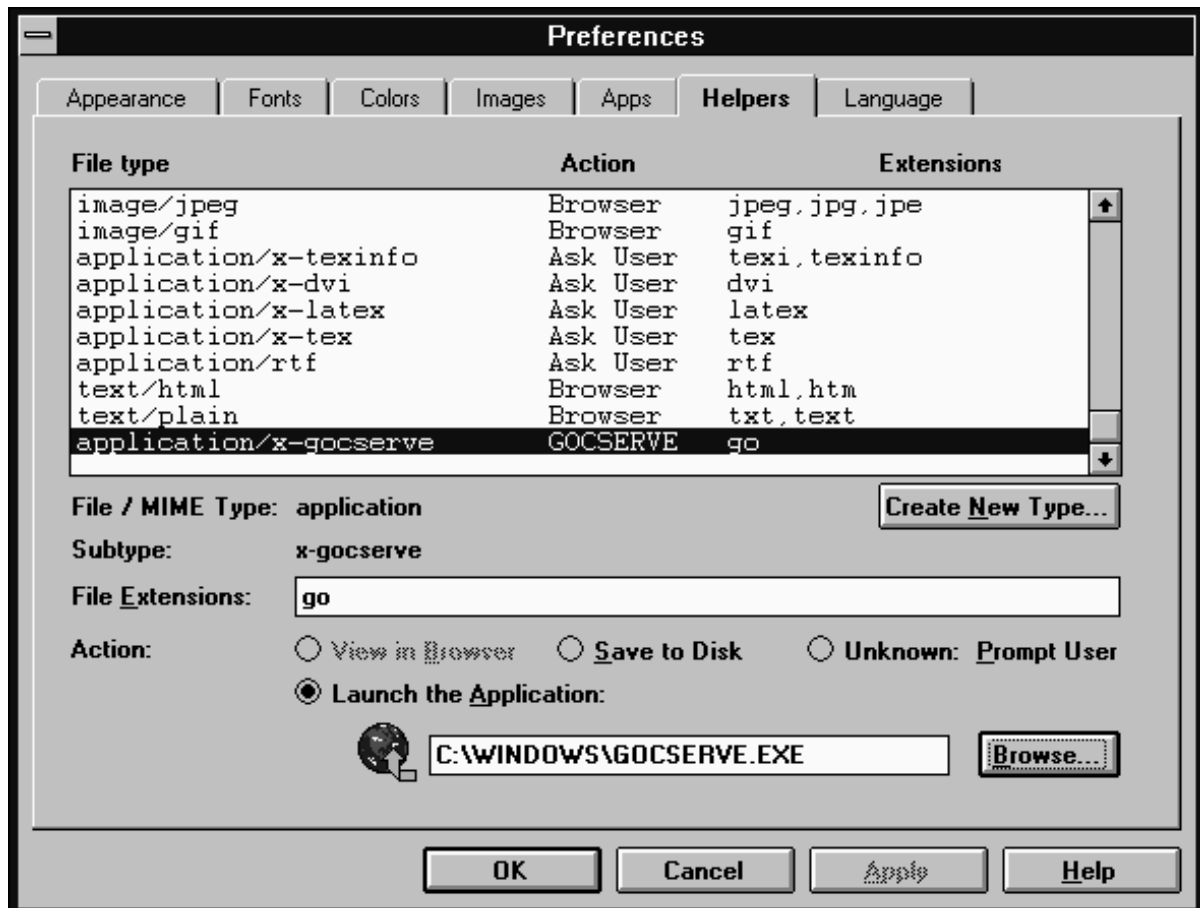 Preferences
Appearance Fonts Colors Images Apps Helpers Language
File type Action Extensions
image/jpeg Browser jpeg,jpg,jpe
image/gif Browser gif
application/x-texinfo Ask User texi,texinfo
application/x-dvi Ask User dvi
application/x-latex Ask User latex
application/x-tex Ask User tex
application/rtf Ask User rtf
text/html Browser html,htm
text/plain Browser txt,text
application/x-gocserve GOCSERVE go
File / MIME Type: application Create New Type...
Subtype: x-gocserve
File Extensions: go
Action: View in Browser Save to Disk Unknown: Prompt User
Launch the Application:
C:\WINDOWS\GOCSERVE.EXE Browse...
OK Cancel Apply Help